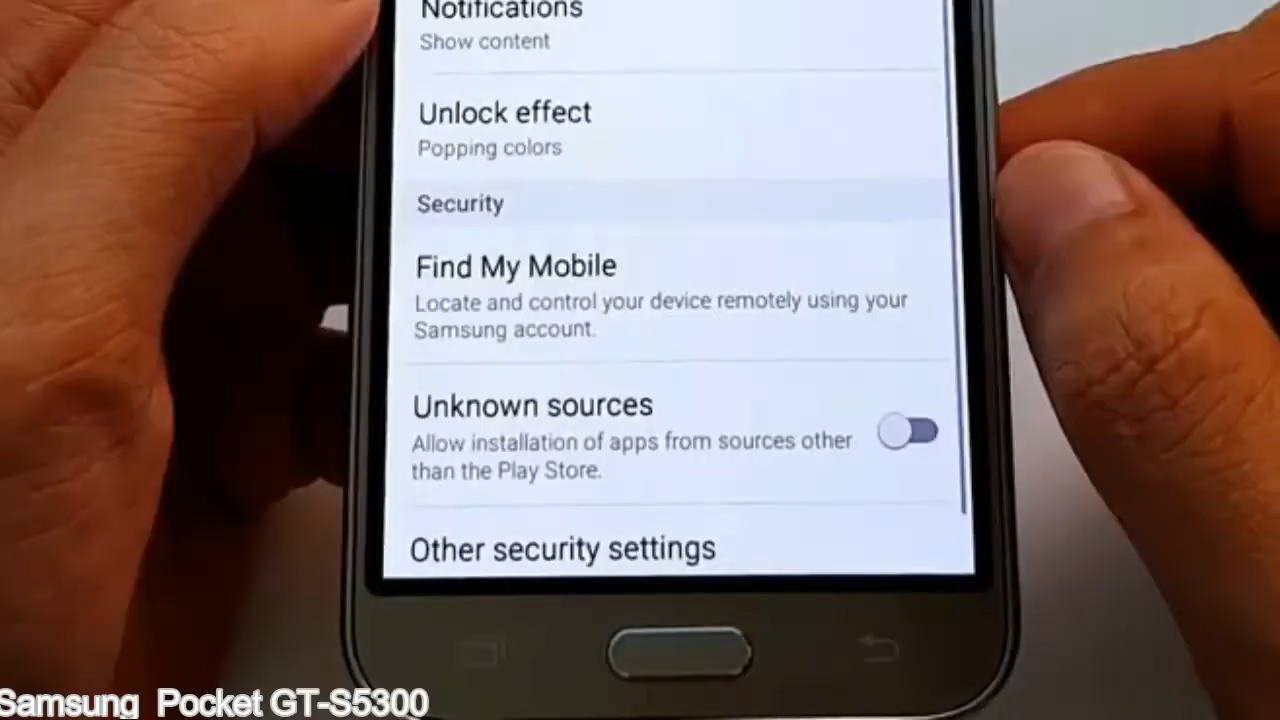 Notifications
Show content
Unlock effect
Popping colors
Security
Find My Mobile
Locate and control your device remotely using your
Samsung account.
Unknown sources
Allow installation of apps from sources other
than the Play Store.
Other security settings
Samsung Pocket GT-S5300